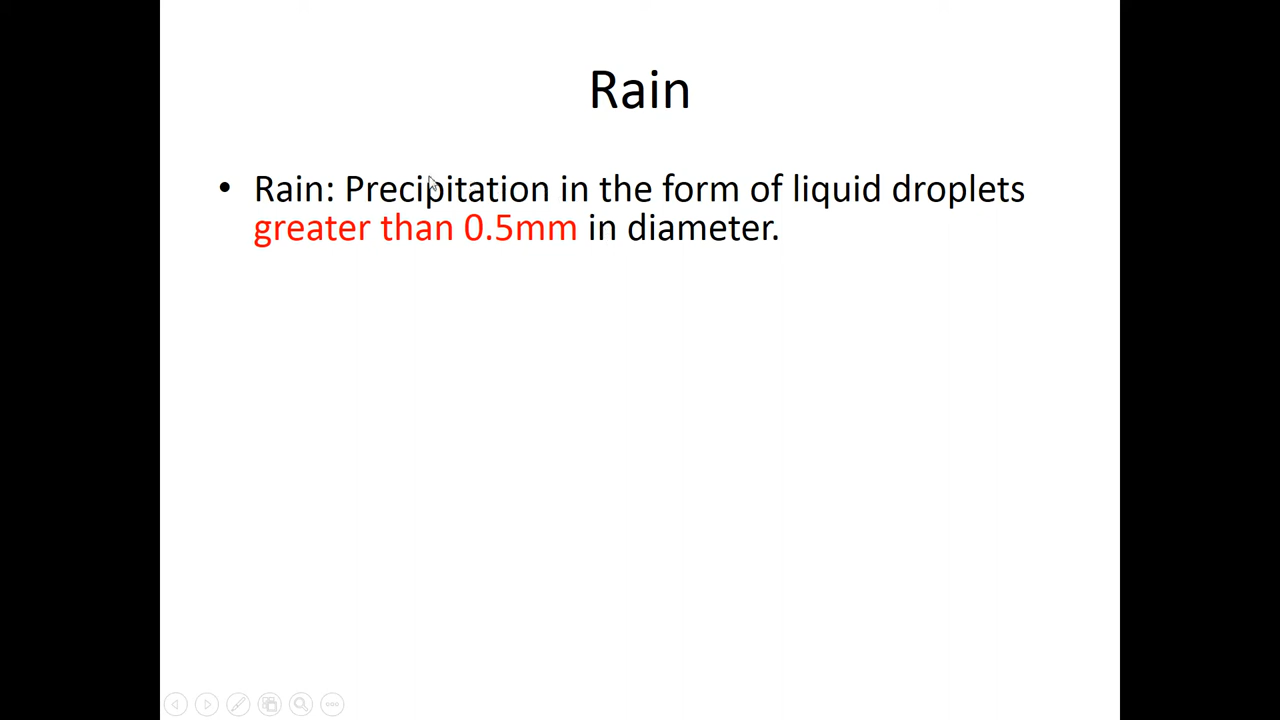 Rain
• Rain: Precipitation in the form of liquid droplets
greater than 0.5mm in diameter.